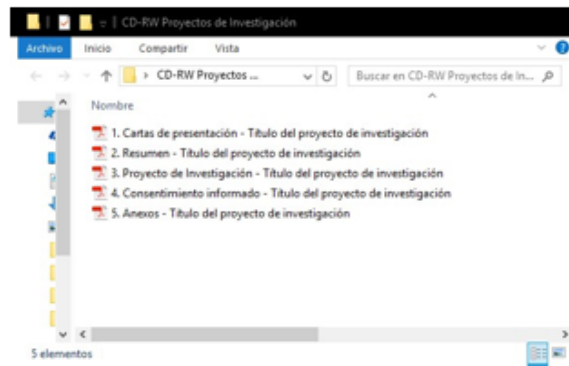 CD-RW Proyectos de Investigación
Archivo Inicio Compartir Vista
CD-RW Proyectos ... Buscar en CD-RW Proyectos de In...
Nombre
1. Cartas de presentación - Título del proyecto de investigación
2. Resumen - Título del proyecto de investigación
3. Proyecto de Investigación - Título del proyecto de investigación
4. Consentimiento informado - Título del proyecto de investigación
5. Anexos - Título del proyecto de investigación
5 elementos